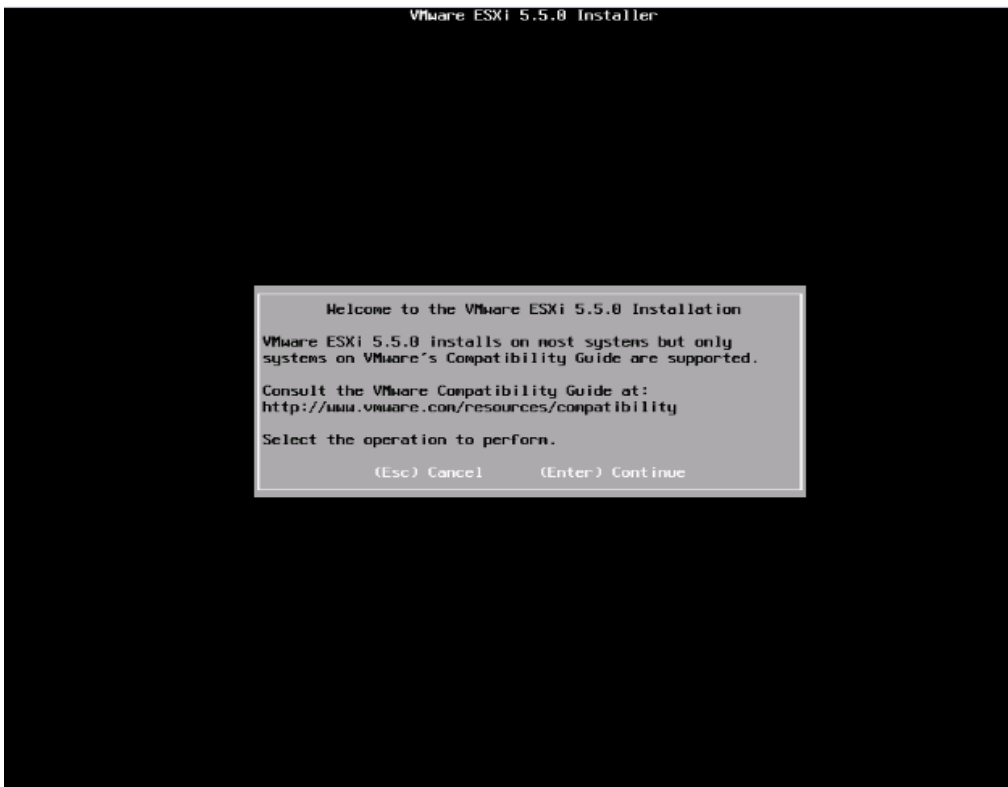 VMware ESXi 5.5.0 Installer
Welcome to the VMware ESXi 5.5.0 Installation
VMware ESXi 5.5.0 installs on most systems but only
systems on VMware's Compatibility Guide are supported.
Consult the VMware Compatibility Guide at:
http://www.vmware.com/resources/compatibility
Select the operation to perform.
(Esc) Cancel (Enter) Continue